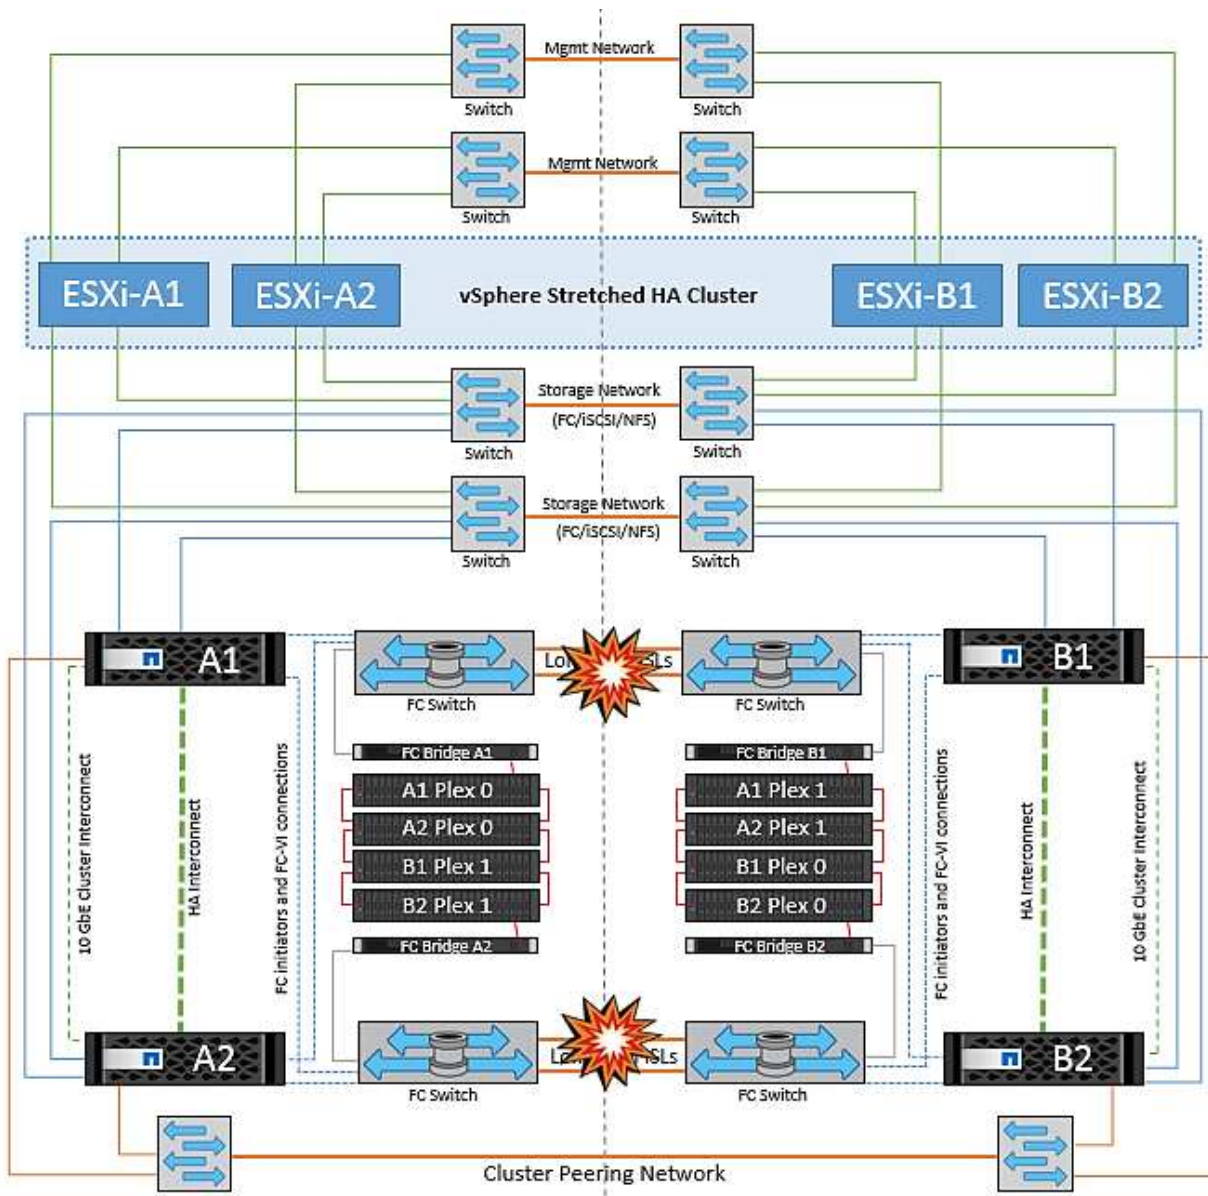 Mgmt Network
Switch
Switch
Mgmt Network
Switch
Switch
ESXi-A1
ESXi-A2
vSphere Stretched HA Cluster
ESXi-B1
ESXi-B2
Storage Network
(FC/iSCSI/NFS)
Switch
Switch
Storage Network
(FC/iSCSI/NFS)
Switch
Switch
A1
B1
FC Switch
FC Switch
FC Bridge A1
FC Bridge B1
A1 Plex 0
A1 Plex 1
A2 Plex 0
A2 Plex 1
B1 Plex 1
B1 Plex 0
B2 Plex 1
B2 Plex 0
FC Bridge A2
FC Bridge B2
10 GbE Cluster Interconnect
HA Interconnect
FC initiators and FC-VI connections
FC initiators and FC-VI connections
HA Interconnect
10 GbE Cluster Interconnect
A2
B2
ISLs
FC Switch
FC Switch
Cluster Peering Network